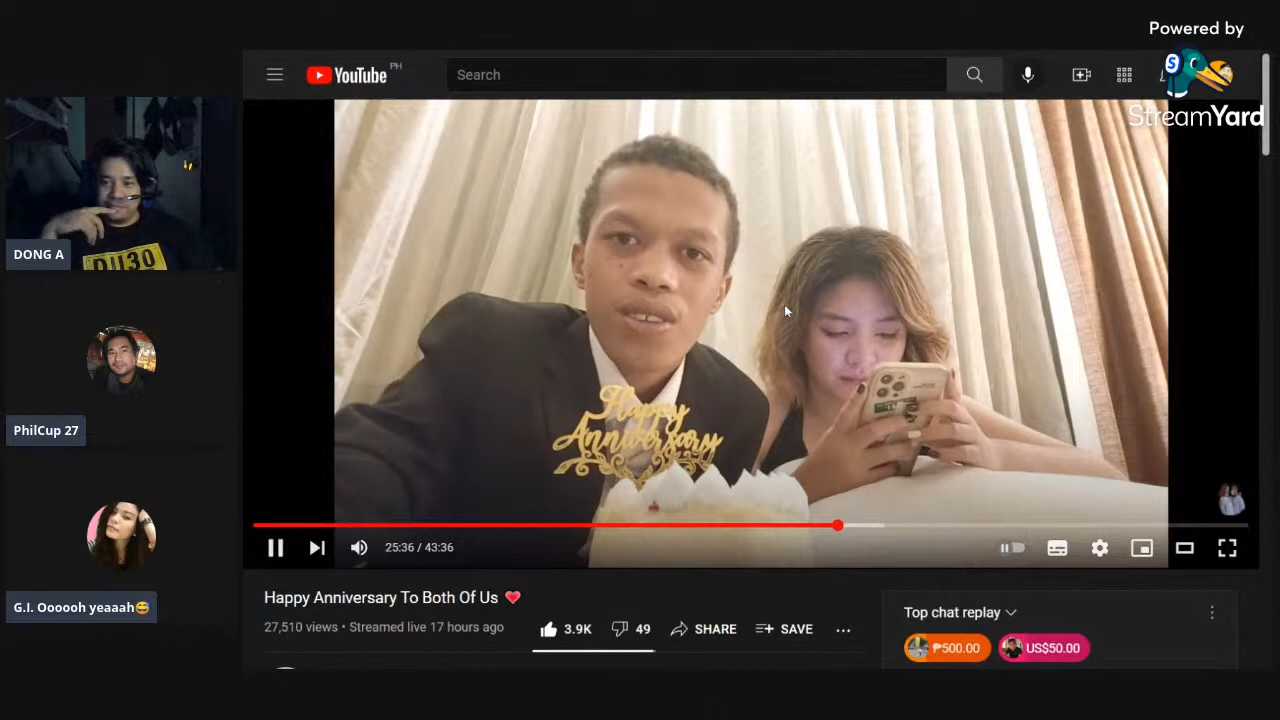 Powered by
StreamYard
YouTube PH
Search
DONG A
DU30
PhilCup 27
G.I. Oooooh yeaaah😅
Happy
Anniversary
25:36 / 43:36
Happy Anniversary To Both Of Us ❤
27,510 views • Streamed live 17 hours ago
3.9K
49
SHARE
SAVE
Top chat replay
₱500.00
US$50.00